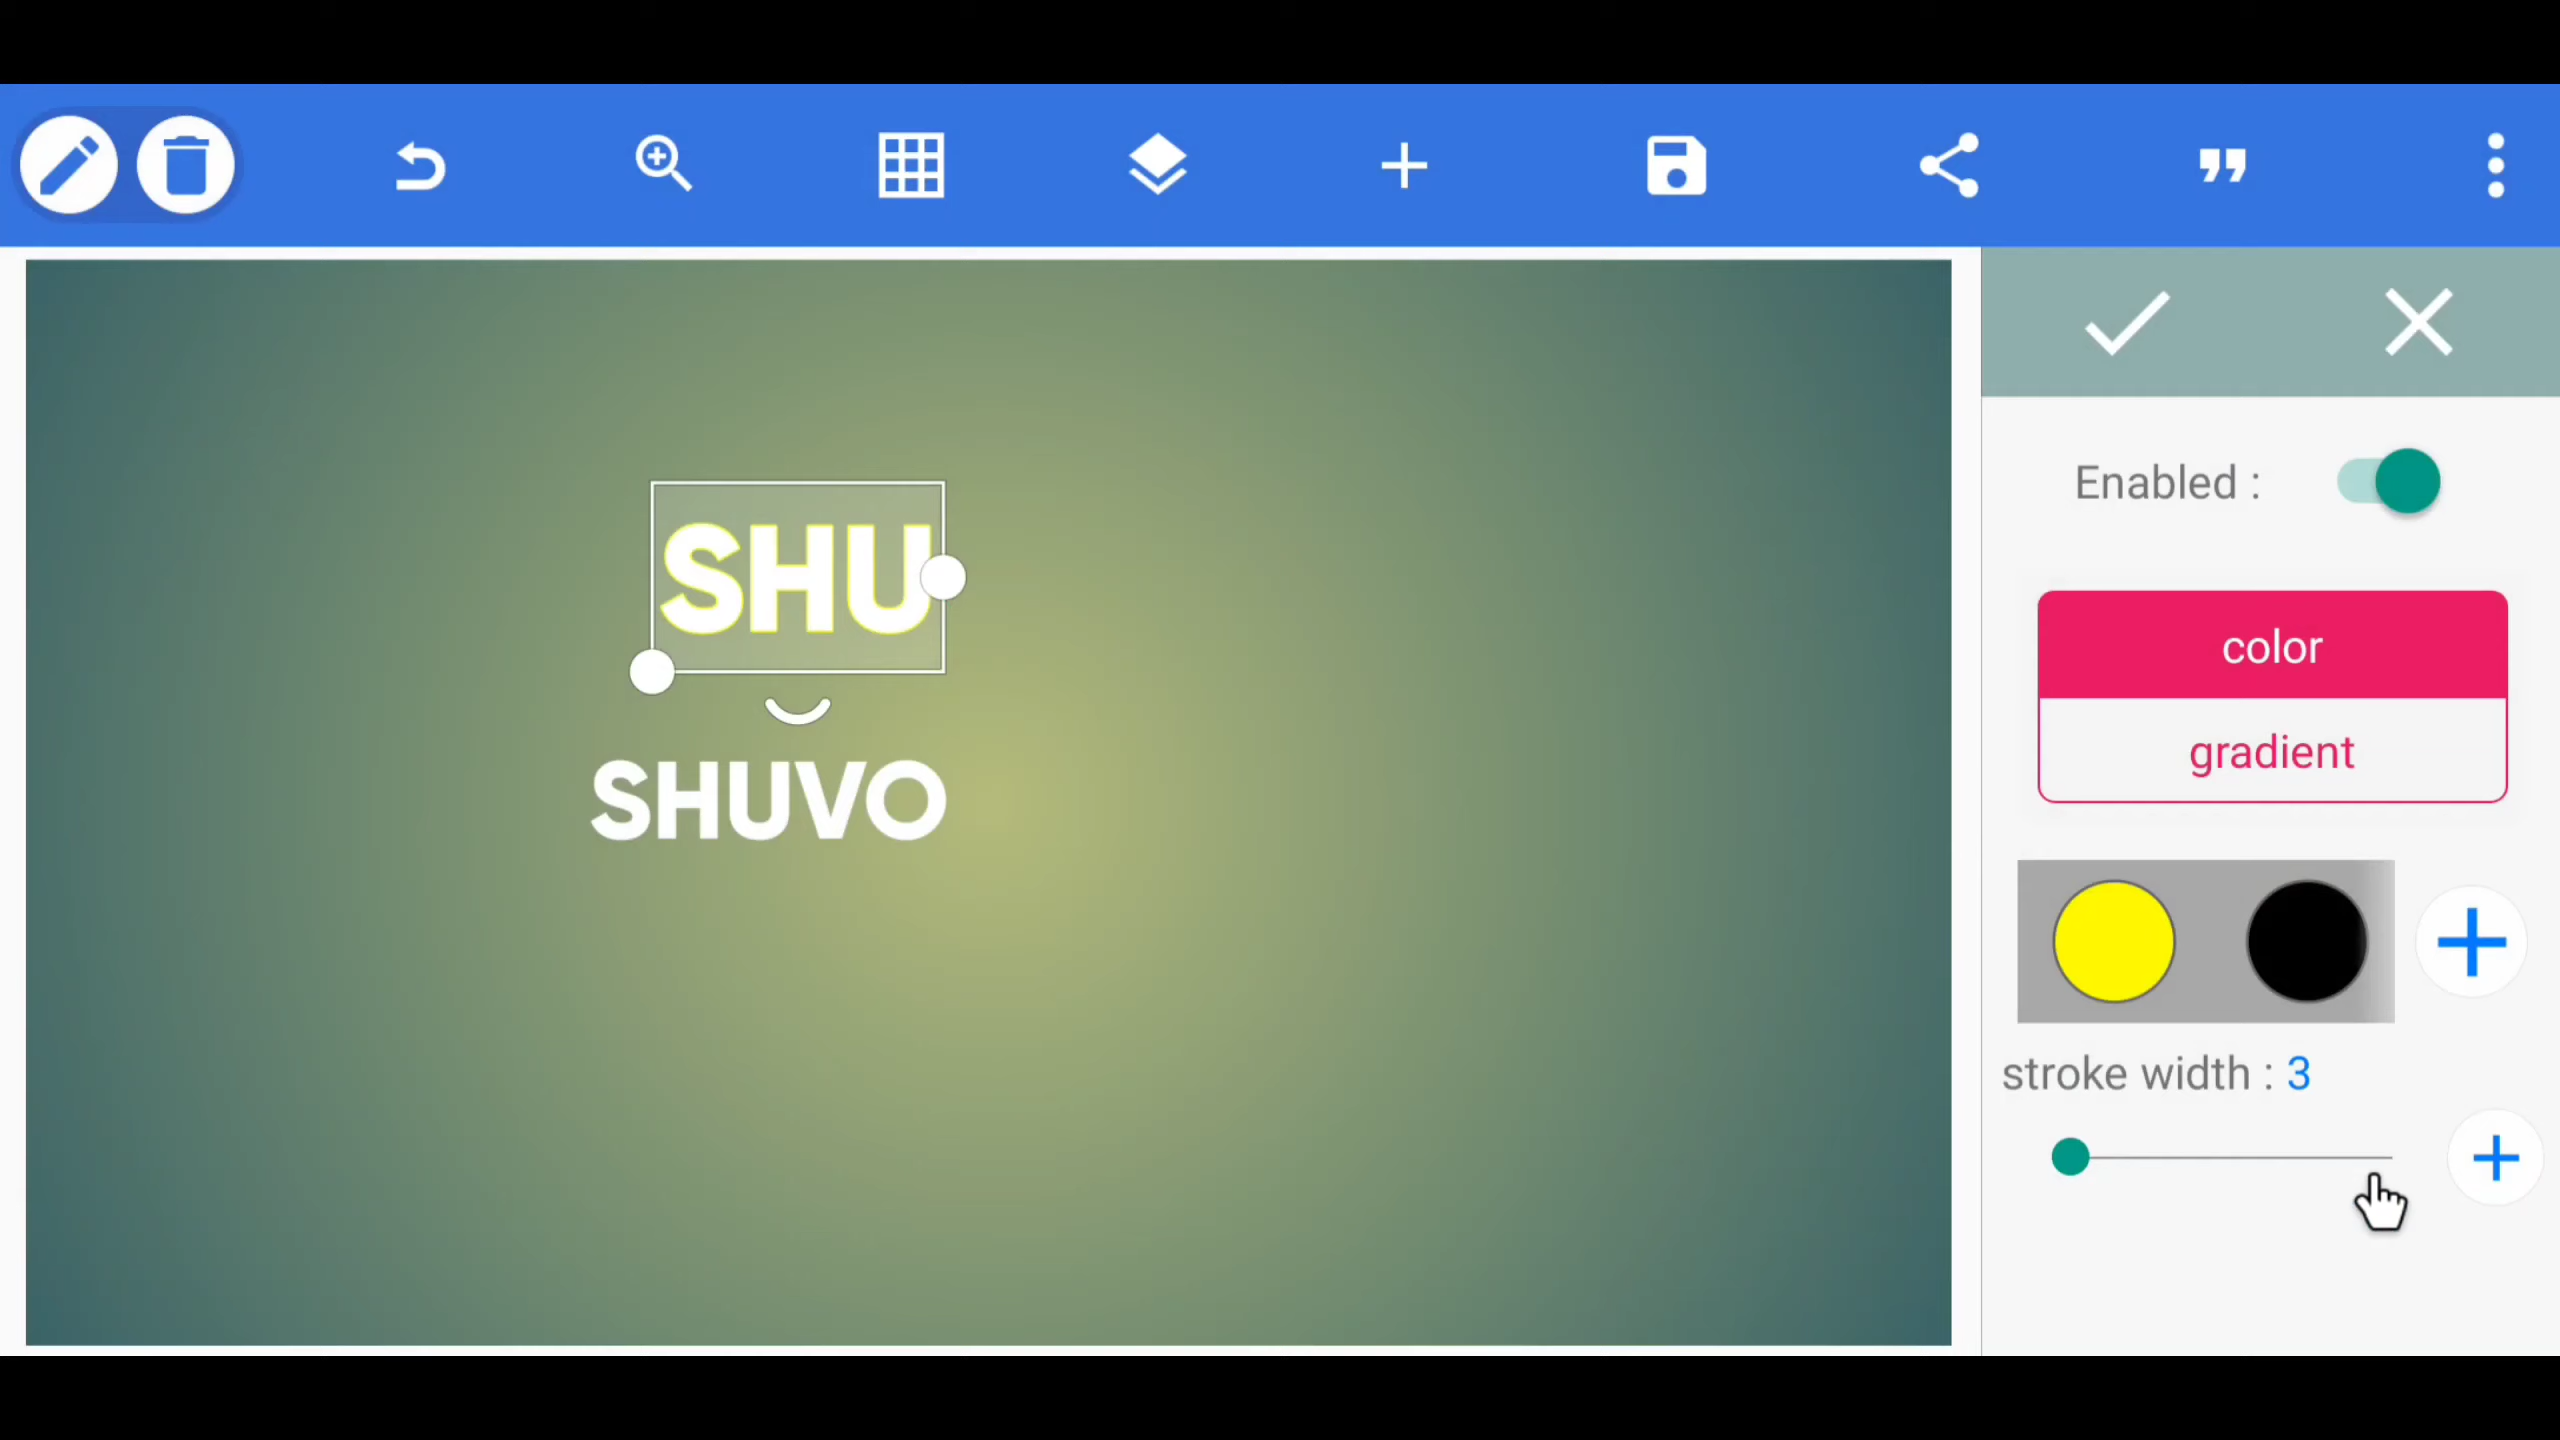 SHU
SHUVO
Enabled :
color
gradient
stroke width : 3